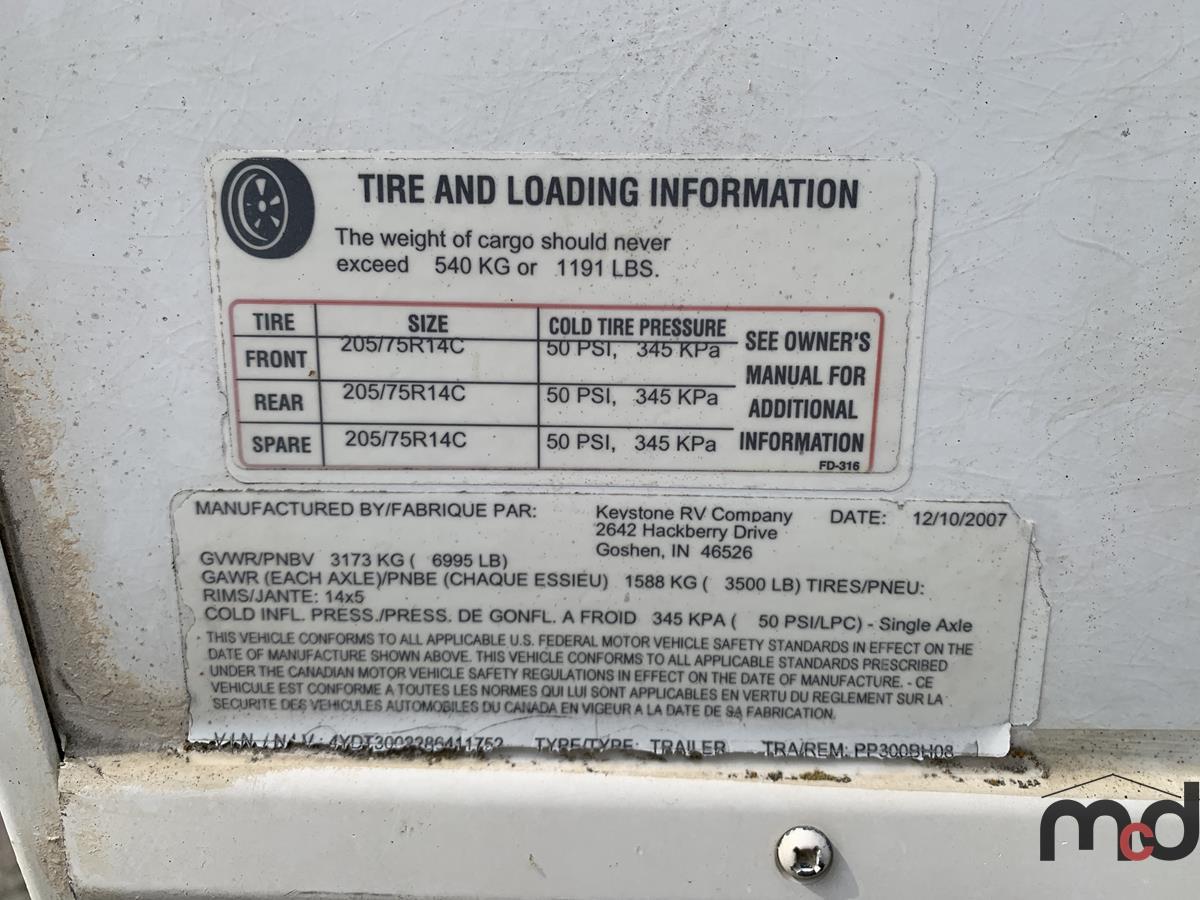 TIRE AND LOADING INFORMATION
The weight of cargo should never
exceed 540 KG or 1191 LBS.
TIRE SIZE COLD TIRE PRESSURE SEE OWNER'S MANUAL FOR ADDITIONAL INFORMATION
FRONT 205/75R14C 50 PSI, 345 KPa
REAR 205/75R14C 50 PSI, 345 KPa
SPARE 205/75R14C 50 PSI, 345 KPa
FD-316
MANUFACTURED BY/FABRIQUE PAR: Keystone RV Company DATE: 12/10/2007
2642 Hackberry Drive
Goshen, IN 46526
GVWR/PNBV 3173 KG ( 6995 LB)
GAWR (EACH AXLE)/PNBE (CHAQUE ESSIEU) 1588 KG ( 3500 LB) TIRES/PNEU:
RIMS/JANTE: 14x5
COLD INFL. PRESS./PRESS. DE GONFL. A FROID 345 KPA ( 50 PSI/LPC) - Single Axle
- THIS VEHICLE CONFORMS TO ALL APPLICABLE U.S. FEDERAL MOTOR VEHICLE SAFETY STANDARDS IN EFFECT ON THE
DATE OF MANUFACTURE SHOWN ABOVE. THIS VEHICLE CONFORMS TO ALL APPLICABLE STANDARDS PRESCRIBED
- UNDER THE CANADIAN MOTOR VEHICLE SAFETY REGULATIONS IN EFFECT ON THE DATE OF MANUFACTURE. - CE
VEHICULE EST CONFORME A TOUTES LES NORMES QUI LUI SONT APPLICABLES EN VERTU DU REGLEMENT SUR LA
SECURITE DES VEHICULES AUTOMOBILES DU CANADA EN VIGEUR A LA DATE DE SA FABRICATION.
V.I.N. / N.I.V.: TYPE/TYPE: TRAILER TRA/REM: PP300BH08
mcd